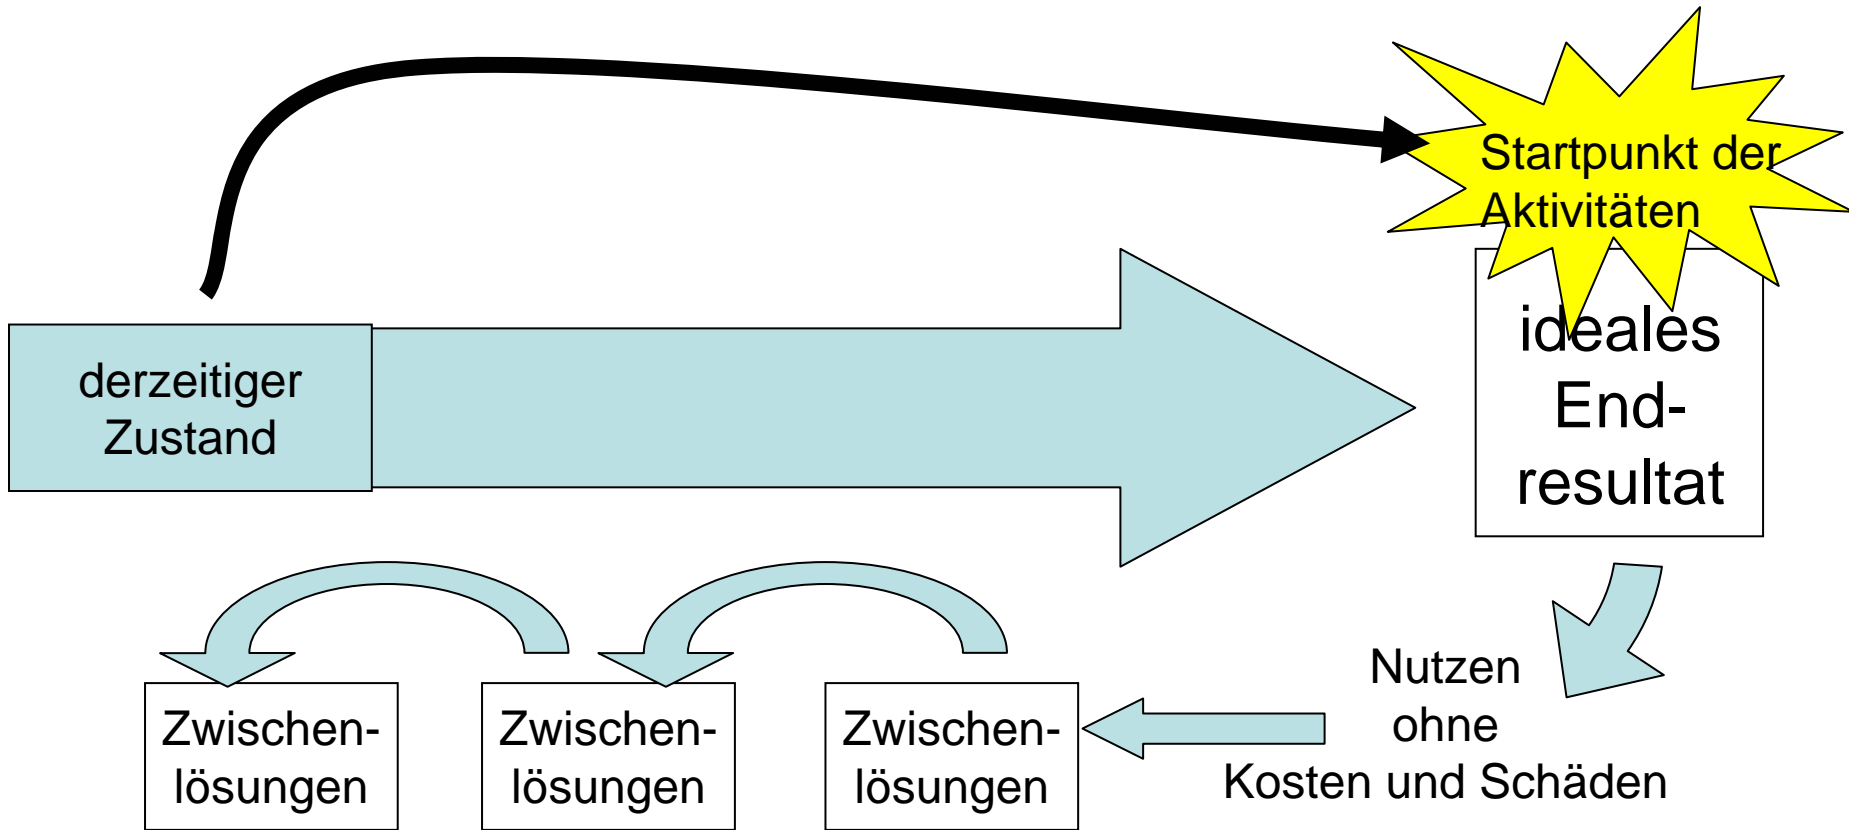 Startpunkt der
Aktivitäten
derzeitiger
Zustand
ideales
End-
resultat
Nutzen
ohne
Kosten und Schäden
Zwischen-
lösungen
Zwischen-
lösungen
Zwischen-
lösungen